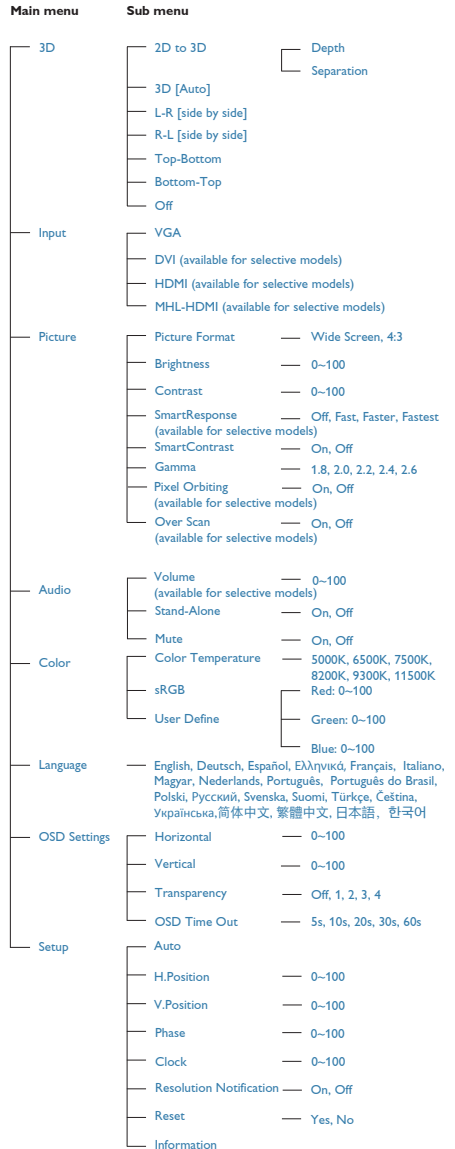 Main menu Sub menu
3D 2D to 3D Depth
Separation
3D [Auto]
L-R [side by side]
R-L [side by side]
Top-Bottom
Bottom-Top
Off
Input VGA
DVI (available for selective models)
HDMI (available for selective models)
MHL-HDMI (available for selective models)
Picture Picture Format Wide Screen, 4:3
Brightness 0~100
Contrast 0~100
SmartResponse Off, Fast, Faster, Fastest
(available for selective models)
SmartContrast On, Off
Gamma 1.8, 2.0, 2.2, 2.4, 2.6
Pixel Orbiting On, Off
(available for selective models)
Over Scan On, Off
(available for selective models)
Audio Volume 0~100
(available for selective models)
Stand-Alone On, Off
Mute On, Off
Color Color Temperature 5000K, 6500K, 7500K,
8200K, 9300K, 11500K
sRGB Red: 0~100
User Define Green: 0~100
Blue: 0~100
Language English, Deutsch, Español, Ελληνικά, Français, Italiano,
Magyar, Nederlands, Português, Português do Brasil,
Polski, Русский, Svenska, Suomi, Türkçe, Čeština,
Українська,简体中文, 繁體中文, 日本語, 한국어
OSD Settings Horizontal 0~100
Vertical 0~100
Transparency Off, 1, 2, 3, 4
OSD Time Out 5s, 10s, 20s, 30s, 60s
Setup Auto
H.Position 0~100
V.Position 0~100
Phase 0~100
Clock 0~100
Resolution Notification On, Off
Reset Yes, No
Information